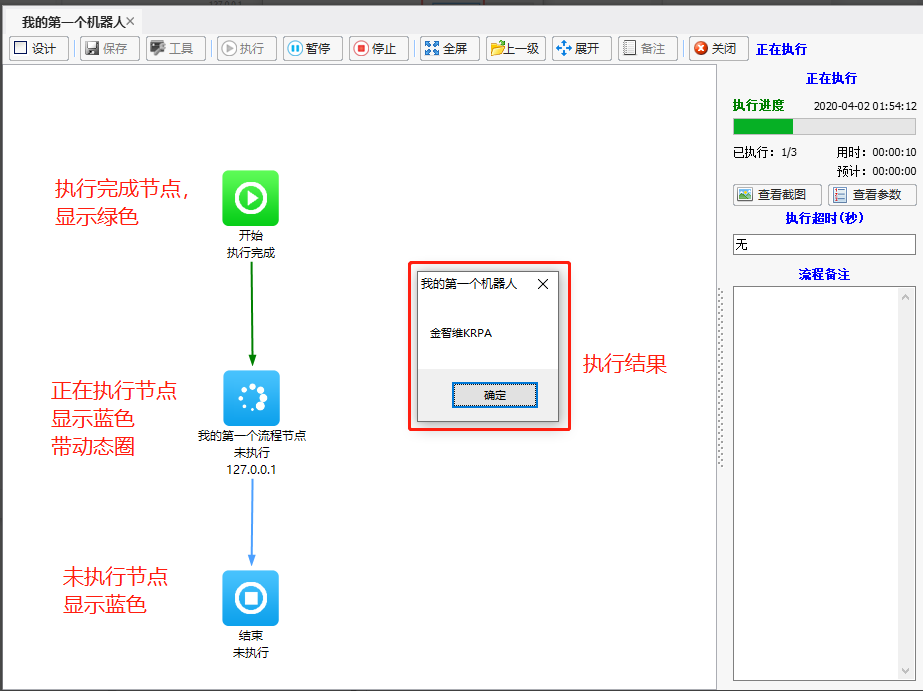 我的第一个机器人
设计 保存 工具 执行 暂停 停止 全屏 上一级 展开 备注 关闭 正在执行
正在执行
执行进度 2020-04-02 01:54:12
已执行: 1/3 用时: 00:00:10
预计: 00:00:00
查看截图 查看参数
执行超时(秒)
无
流程备注
执行完成节点,
显示绿色
开始
执行完成
我的第一个机器人
金智维KRPA
确定
执行结果
正在执行节点
显示蓝色
带动态圈
我的第一个流程节点
未执行
127.0.0.1
未执行节点
显示蓝色
结束
未执行